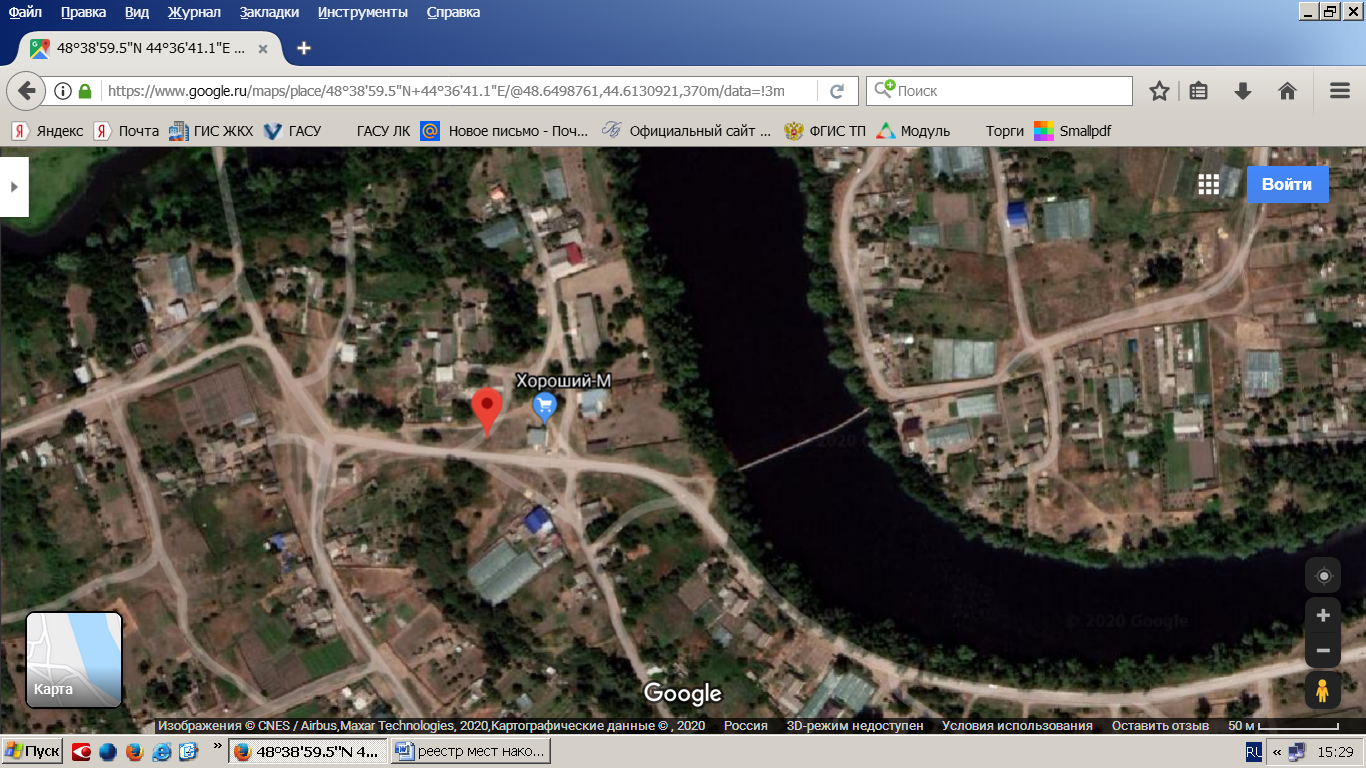 Файл Правка Вид Журнал Закладки Инструменты Справка
48°38'59.5"N 44°36'41.1"E ...
https://www.google.ru/maps/place/48°38'59.5"N+44°36'41.1"E/@48.6498761,44.6130921,370m/data=!3m
Поиск
Яндекс Почта ГИС ЖКХ ГАСУ ГАСУ ЛК Новое письмо - Поч... Официальный сайт ... ФГИС ТП Модуль Торги Smallpdf
Войти
Хороший-М
© 2020 Google
Карта
Google
Изображения © CNES / Airbus,Maxar Technologies, 2020,Картографические данные © , 2020 Россия 3D-режим недоступен Условия использования Оставить отзыв 50 м
Пуск » 48°38'59.5"N 4... реестр мест нако... RU « 15:29